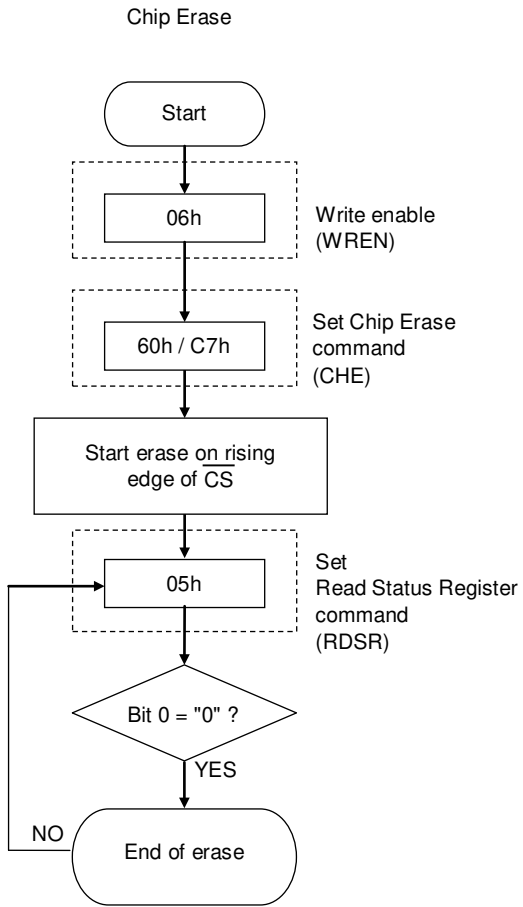 Chip Erase
Start
06h
Write enable
(WREN)
60h / C7h
Set Chip Erase
command
(CHE)
Start erase on rising
edge of C̅S̅
05h
Set
Read Status Register
command
(RDSR)
Bit 0 = "0" ?
YES
NO
End of erase